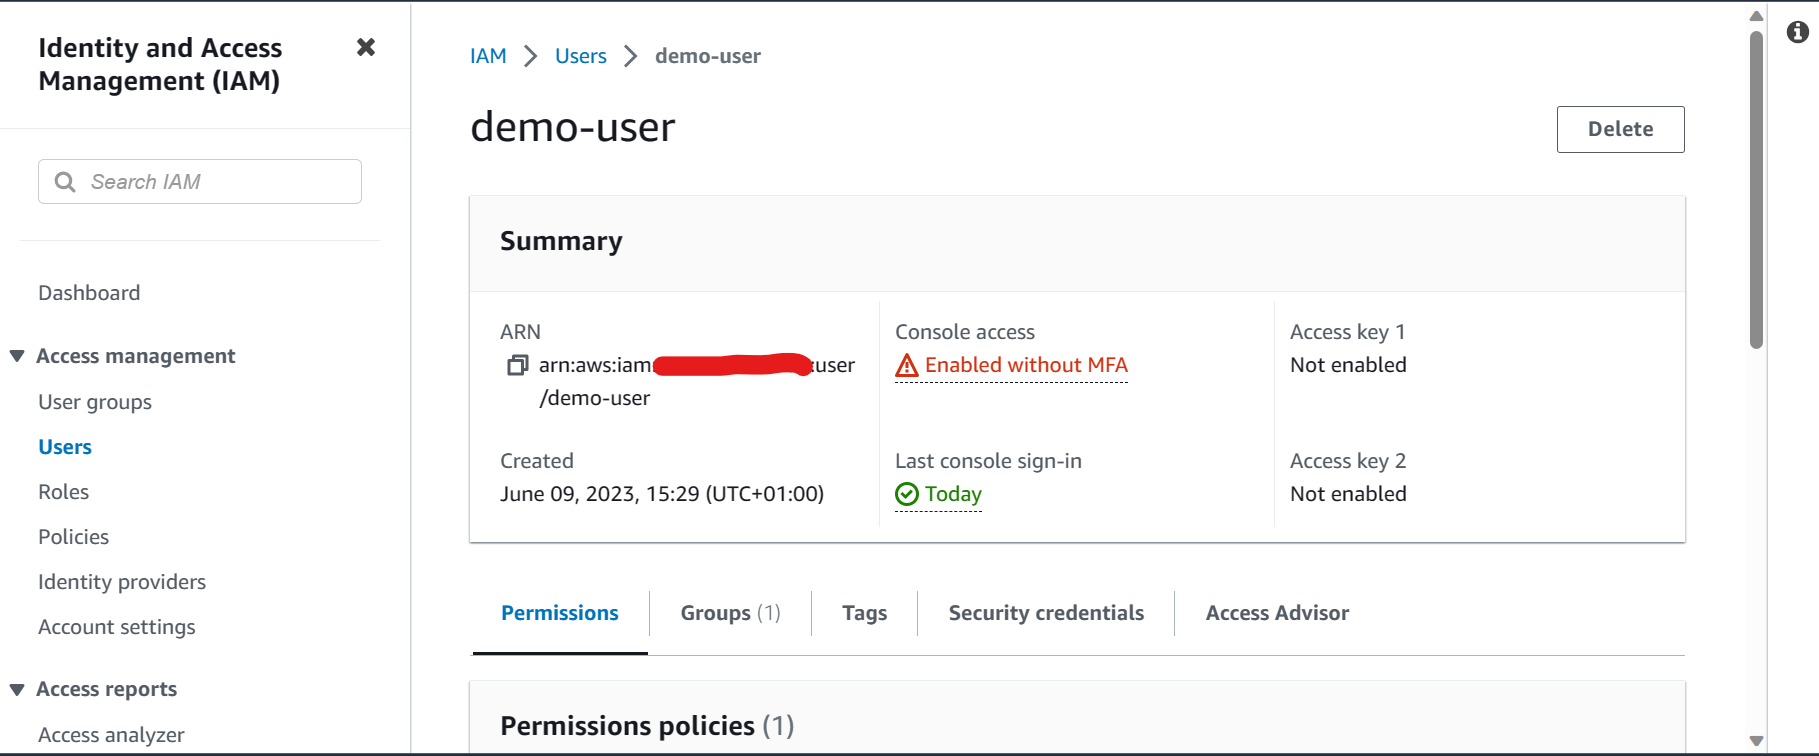 Identity and Access
Management (IAM)
Search IAM
Dashboard
Access management
User groups
Users
Roles
Policies
Identity providers
Account settings
Access reports
Access analyzer
IAM > Users > demo-user
demo-user
Delete
Summary
ARN
arn:aws:iam: :user
/demo-user
Created
June 09, 2023, 15:29 (UTC+01:00)
Console access
Enabled without MFA
Last console sign-in
Today
Access key 1
Not enabled
Access key 2
Not enabled
Permissions
Groups (1)
Tags
Security credentials
Access Advisor
Permissions policies (1)